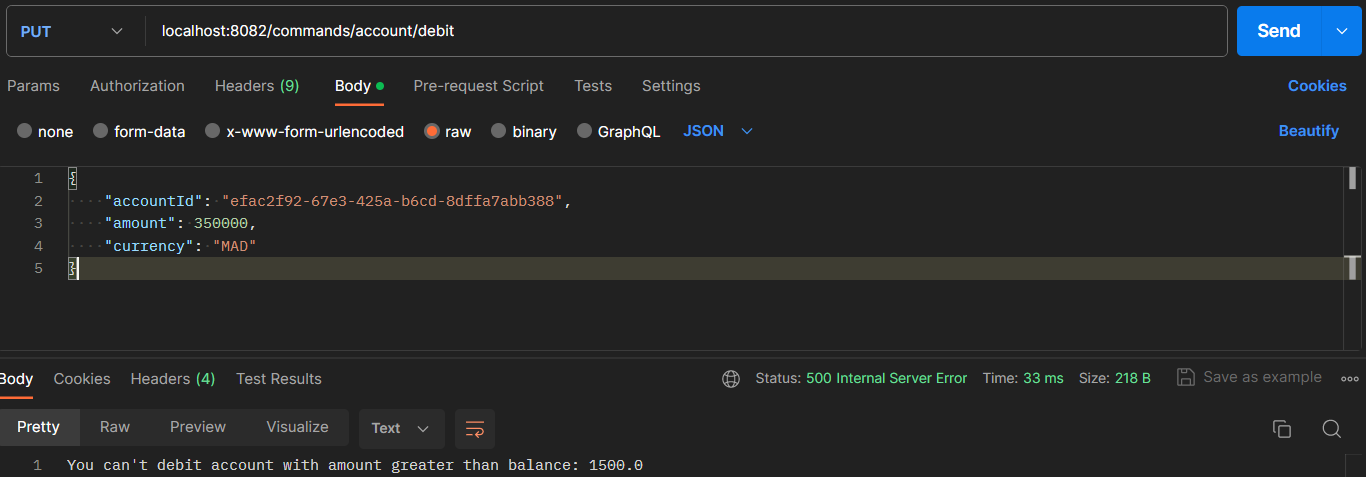 PUT localhost:8082/commands/account/debit Send
Params Authorization Headers (9) Body Pre-request Script Tests Settings Cookies
none form-data x-www-form-urlencoded raw binary GraphQL JSON Beautify
1 {
2 "accountId": "efac2f92-67e3-425a-b6cd-8dffa7abb388",
3 "amount": 350000,
4 "currency": "MAD"
5 }
Body Cookies Headers (4) Test Results Status: 500 Internal Server Error Time: 33 ms Size: 218 B Save as example
Pretty Raw Preview Visualize Text
1 You can't debit account with amount greater than balance: 1500.0